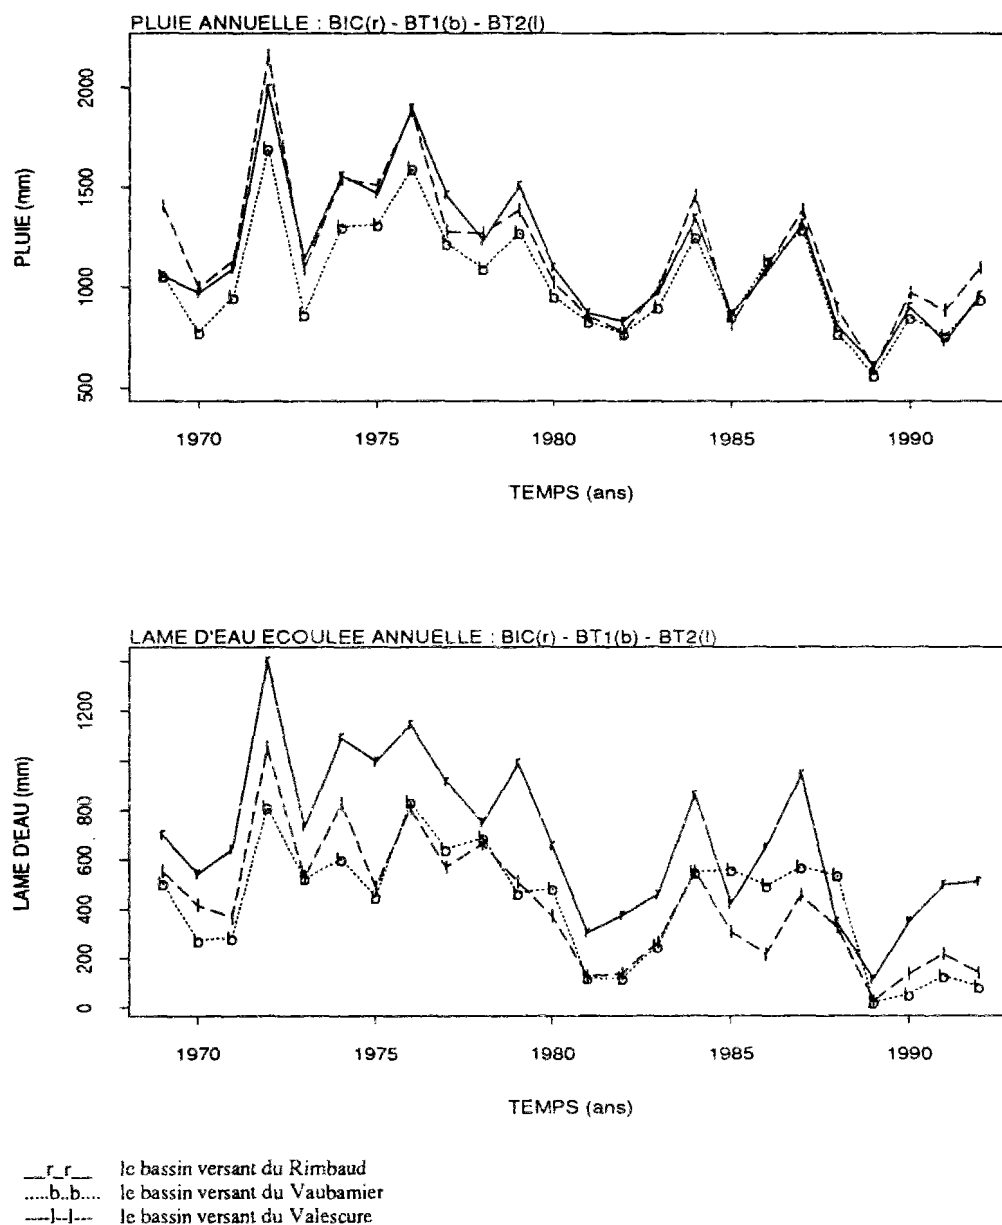 PLUIE ANNUELLE : BIC(r) - BT1(b) - BT2(l)
PLUIE (mm)
2000
1500
1000
500
1970 1975 1980 1985 1990
TEMPS (ans)
LAME D'EAU ECOULEE ANNUELLE : BIC(r) - BT1(b) - BT2(l)
LAME D'EAU (mm)
1200
800
600
400
200
0
1970 1975 1980 1985 1990
TEMPS (ans)
__r_r__ le bassin versant du Rimbaud
.....b..b.... le bassin versant du Vaubarnier
----l--l--- le bassin versant du Valescure